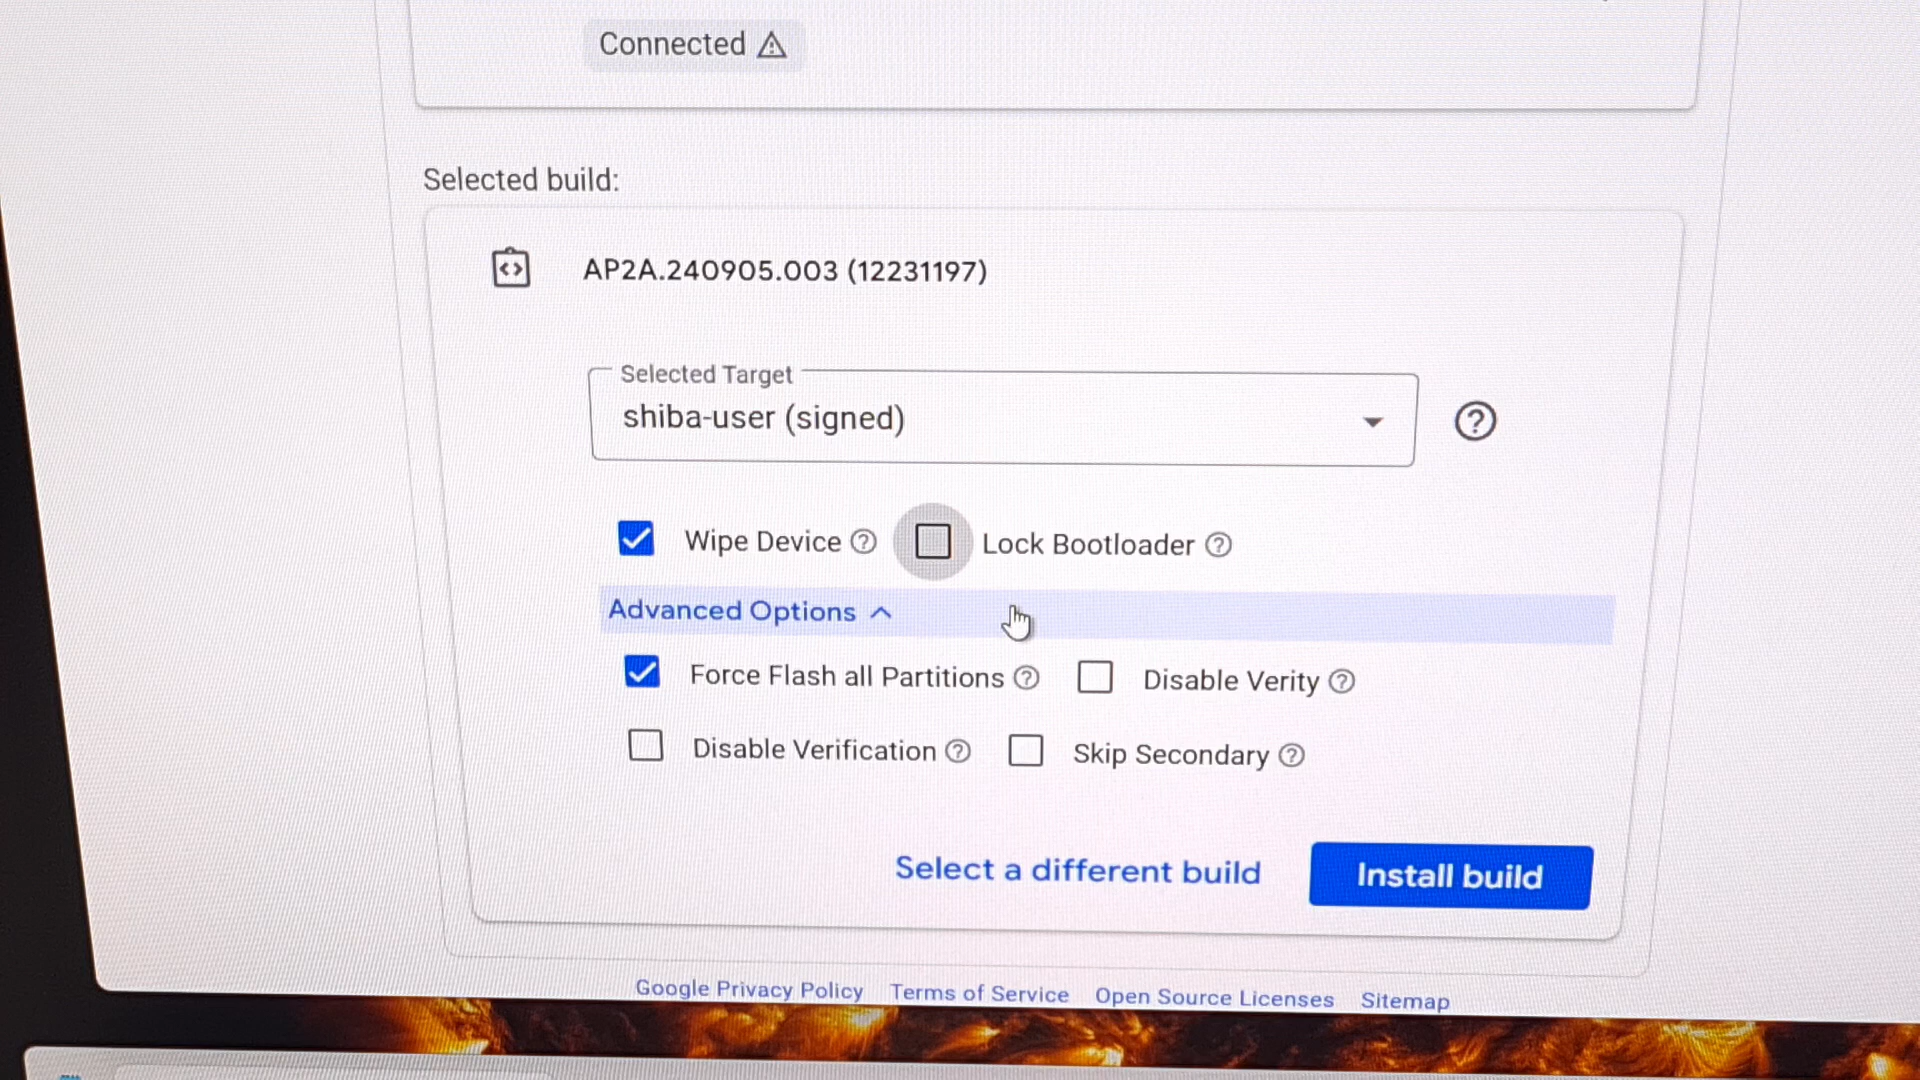 Connected
Selected build:
AP2A.240905.003 (12231197)
Selected Target
shiba-user (signed)
Wipe Device Lock Bootloader
Advanced Options
Force Flash all Partitions Disable Verity
Disable Verification Skip Secondary
Select a different build Install build
Google Privacy Policy Terms of Service Open Source Licenses Sitemap